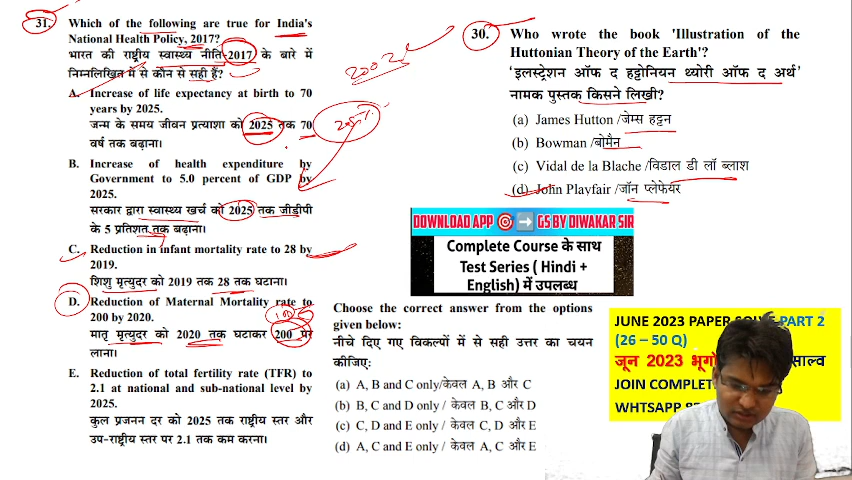 31. Which of the following are true for India's
National Health Policy, 2017?
भारत की राष्ट्रीय स्वास्थ्य नीति 2017 के बारे में
निम्नलिखित में से कौन से सही हैं?
A. Increase of life expectancy at birth to 70
years by 2025.
जन्म के समय जीवन प्रत्याशा को 2025 तक 70
वर्ष तक बढ़ाना।
B. Increase of health expenditure by
Government to 5.0 percent of GDP by
2025.
सरकार द्वारा स्वास्थ्य खर्च को 2025 तक जीडीपी
के 5 प्रतिशत तक बढ़ाना।
C. Reduction in infant mortality rate to 28 by
2019.
शिशु मृत्युदर को 2019 तक 28 तक घटाना।
D. Reduction of Maternal Mortality rate to
200 by 2020.
100
मातृ मृत्युदर को 2020 तक घटाकर 200 पर
लाना।
E. Reduction of total fertility rate (TFR) to
2.1 at national and sub-national level by
2025.
कुल प्रजनन दर को 2025 तक राष्ट्रीय स्तर और
उप-राष्ट्रीय स्तर पर 2.1 तक कम करना।
30. Who wrote the book 'Illustration of the
Huttonian Theory of the Earth'?
'इलस्ट्रेशन ऑफ द हट्टोनियन थ्योरी ऑफ द अर्थ'
नामक पुस्तक किसने लिखी?
(a) James Hutton /जेम्स हट्टन
(b) Bowman /बोमैन
(c) Vidal de la Blache /विडाल डी लॉ ब्लाश
(d) John Playfair /जॉन प्लेफेयर
DOWNLOAD APP GS BY DIWAKAR SIR
Complete Course के साथ
Test Series ( Hindi +
English) में उपलब्ध
Choose the correct answer from the options
given below:
नीचे दिए गए विकल्पों में से सही उत्तर का चयन
कीजिए:
(a) A, B and C only/केवल A, B और C
(b) B, C and D only / केवल B, C और D
(c) C, D and E only / केवल C, D और E
(d) A, C and E only / केवल A, C और E
JUNE 2023 PAPER PART 2
(26 – 50 Q)
जून 2023 साल्व
JOIN